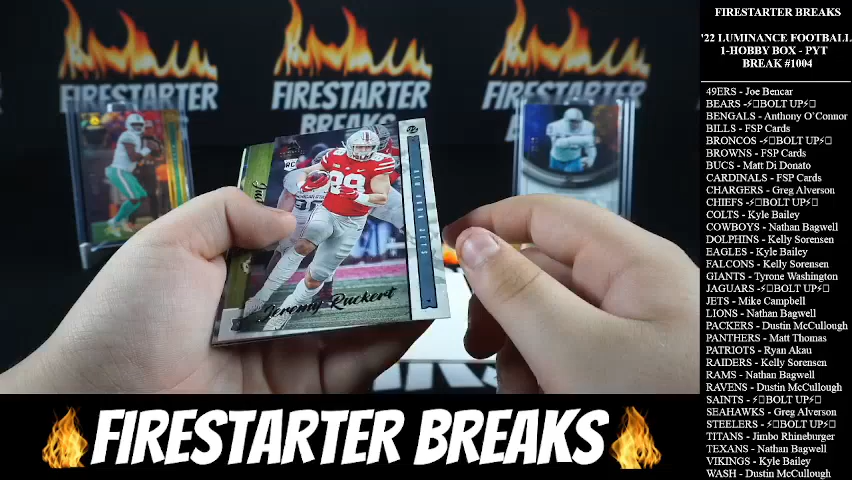 FIRESTARTER BREAKS
'22 LUMINANCE FOOTBALL
1-HOBBY BOX - PYT
BREAK #1004
49ERS - Joe Bencar
BEARS -⚡▯BOLT UP⚡▯
BENGALS - Anthony O'Connor
BILLS - FSP Cards
BRONCOS -⚡▯BOLT UP⚡▯
BROWNS - FSP Cards
BUCS - Matt Di Donato
CARDINALS - FSP Cards
CHARGERS - Greg Alverson
CHIEFS -⚡▯BOLT UP⚡▯
COLTS - Kyle Bailey
COWBOYS - Nathan Bagwell
DOLPHINS - Kelly Sorensen
EAGLES - Kyle Bailey
FALCONS - Kelly Sorensen
GIANTS - Tyrone Washington
JAGUARS -⚡▯BOLT UP⚡▯
JETS - Mike Campbell
LIONS - Nathan Bagwell
PACKERS - Dustin McCullough
PANTHERS - Matt Thomas
PATRIOTS - Ryan Akau
RAIDERS - Kelly Sorensen
RAMS - Nathan Bagwell
RAVENS - Dustin McCullough
SAINTS - ⚡▯BOLT UP⚡▯
SEAHAWKS - Greg Alverson
STEELERS - ⚡▯BOLT UP⚡▯
TITANS - Jimbo Rhineburger
TEXANS - Nathan Bagwell
VIKINGS - Kyle Bailey
WASH - Dustin McCullough
FIRESTARTER
BREAKS
FIRESTARTER
FIRESTARTER
RC
89
Jeremy Ruckert
FIRESTARTER BREAKS